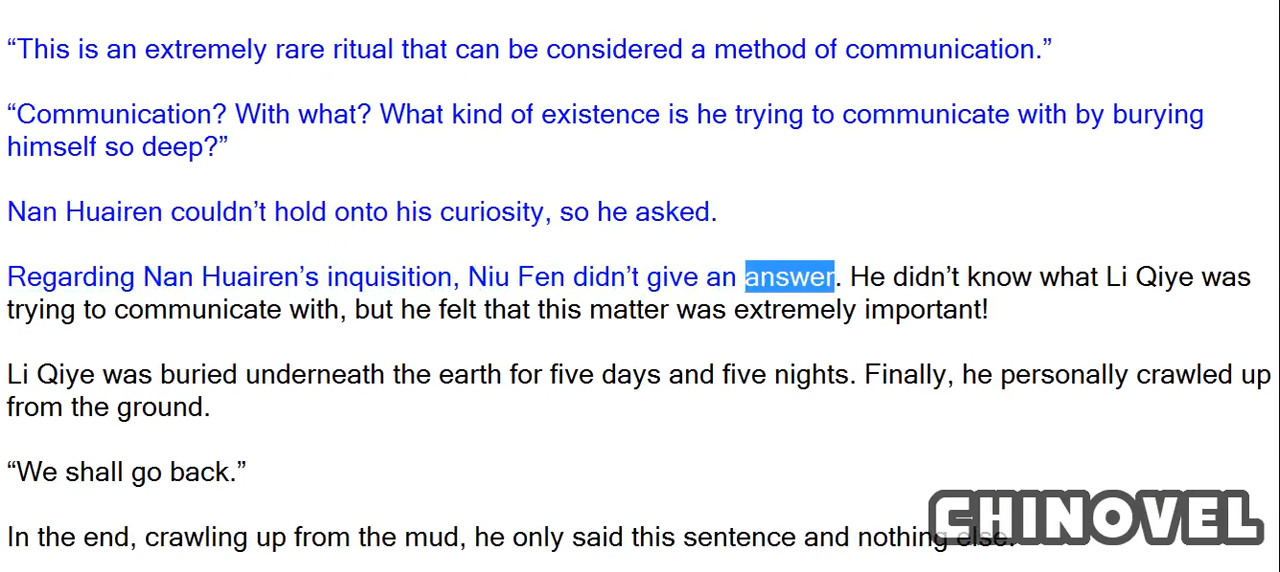 “This is an extremely rare ritual that can be considered a method of communication.”
“Communication? With what? What kind of existence is he trying to communicate with by burying
himself so deep?”
Nan Huairen couldn’t hold onto his curiosity, so he asked.
Regarding Nan Huairen’s inquisition, Niu Fen didn’t give an answer. He didn’t know what Li Qiye was
trying to communicate with, but he felt that this matter was extremely important!
Li Qiye was buried underneath the earth for five days and five nights. Finally, he personally crawled up
from the ground.
“We shall go back.”
In the end, crawling up from the mud, he only said this sentence and nothing else.
CHINOVEL